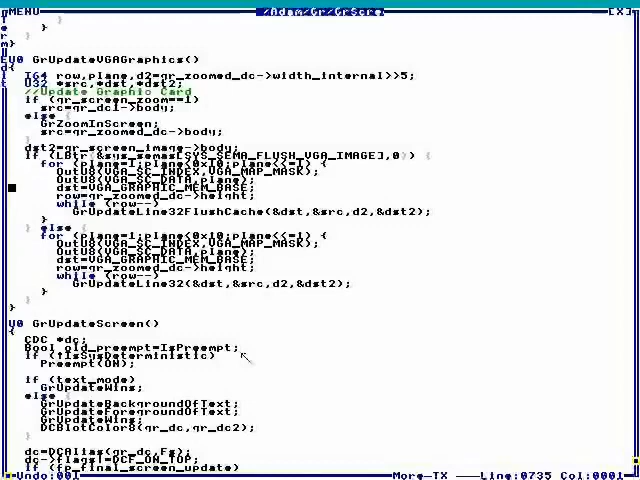 MENU /Adam/Gr/GrScre [X]
}
}
U0 GrUpdateVGAGraphics()
{
I64 row,plane,d2=gr_zoomed_dc->width_internal>>5;
U32 *src,*dst,*dst2;
//Update Graphic Card
if (gr_screen_zoom==1)
src=gr_dc1->body;
else {
GrZoomInScreen;
src=gr_zoomed_dc->body;
}
dst2=gr_screen_image->body;
if (LBtr(&sys_semas[SYS_SEMA_FLUSH_VGA_IMAGE],0)) {
for (plane=1;plane<0x10;plane<<=1) {
OutU8(VGA_SC_INDEX,VGA_MAP_MASK);
OutU8(VGA_SC_DATA,plane);
dst=VGA_GRAPHIC_MEM_BASE;
row=gr_zoomed_dc->height;
while (row--)
GrUpdateLine32FlushCache(&dst,&src,d2,&dst2);
}
} else {
for (plane=1;plane<0x10;plane<<=1) {
OutU8(VGA_SC_INDEX,VGA_MAP_MASK);
OutU8(VGA_SC_DATA,plane);
dst=VGA_GRAPHIC_MEM_BASE;
row=gr_zoomed_dc->height;
while (row--)
GrUpdateLine32(&dst,&src,d2,&dst2);
}
}
}
U0 GrUpdateScreen()
{
CDC *dc;
Bool old_preempt=IsPreempt;
if (!IsSysDeterministic)
Preempt(ON);
if (text_mode)
GrUpdateWins;
else {
GrUpdateBackgroundOfText;
GrUpdateForegroundOfText;
GrUpdateWins;
DCBlotColor8(gr_dc,gr_dc2);
}
dc=DCAlias(gr_dc,Fs);
dc->flags|=DCF_ON_TOP;
if (fp_final_screen_update)
Undo:001 More-TX Line:0735 Col:0001